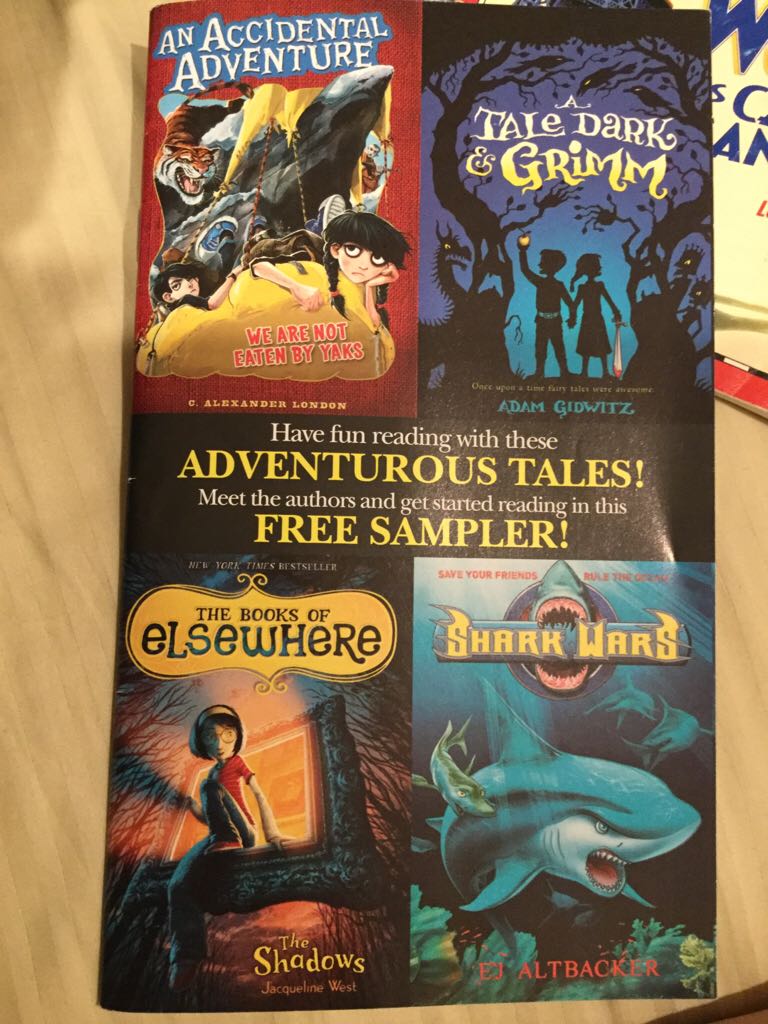 AN ACCIDENTAL
ADVENTURE
WE ARE NOT
EATEN BY YAKS
C. ALEXANDER LONDON
A
TALE DARK
& GRIMM
Once upon a time fairy tales were awesome.
ADAM GIDWITZ
Have fun reading with these
ADVENTUROUS TALES!
Meet the authors and get started reading in this
FREE SAMPLER!
NEW YORK TIMES BESTSELLER
THE BOOKS OF
ELSEWHERE
The
Shadows
Jacqueline West
SAVE YOUR FRIENDS RULE THE OCEAN
SHARK WARS
EJ ALTBACKER